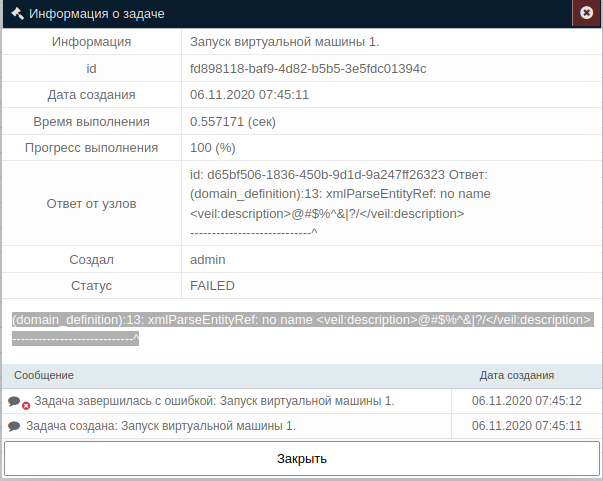 Информация о задаче
Информация Запуск виртуальной машины 1.
id fd898118-baf9-4d82-b5b5-3e5fdc01394c
Дата создания 06.11.2020 07:45:11
Время выполнения 0.557171 (сек)
Прогресс выполнения 100 (%)
Ответ от узлов id: d65bf506-1836-450b-9d1d-9a247ff26323 Ответ:
(domain_definition):13: xmlParseEntityRef: no name
<veil:description>@#$%^&|?/</veil:description>
----------------------------^
Создал admin
Статус FAILED
(domain_definition):13: xmlParseEntityRef: no name <veil:description>@#$%^&|?/</veil:description>
----------------------------^
Сообщение Дата создания
Задача завершилась с ошибкой: Запуск виртуальной машины 1. 06.11.2020 07:45:12
Задача создана: Запуск виртуальной машины 1. 06.11.2020 07:45:11
Закрыть